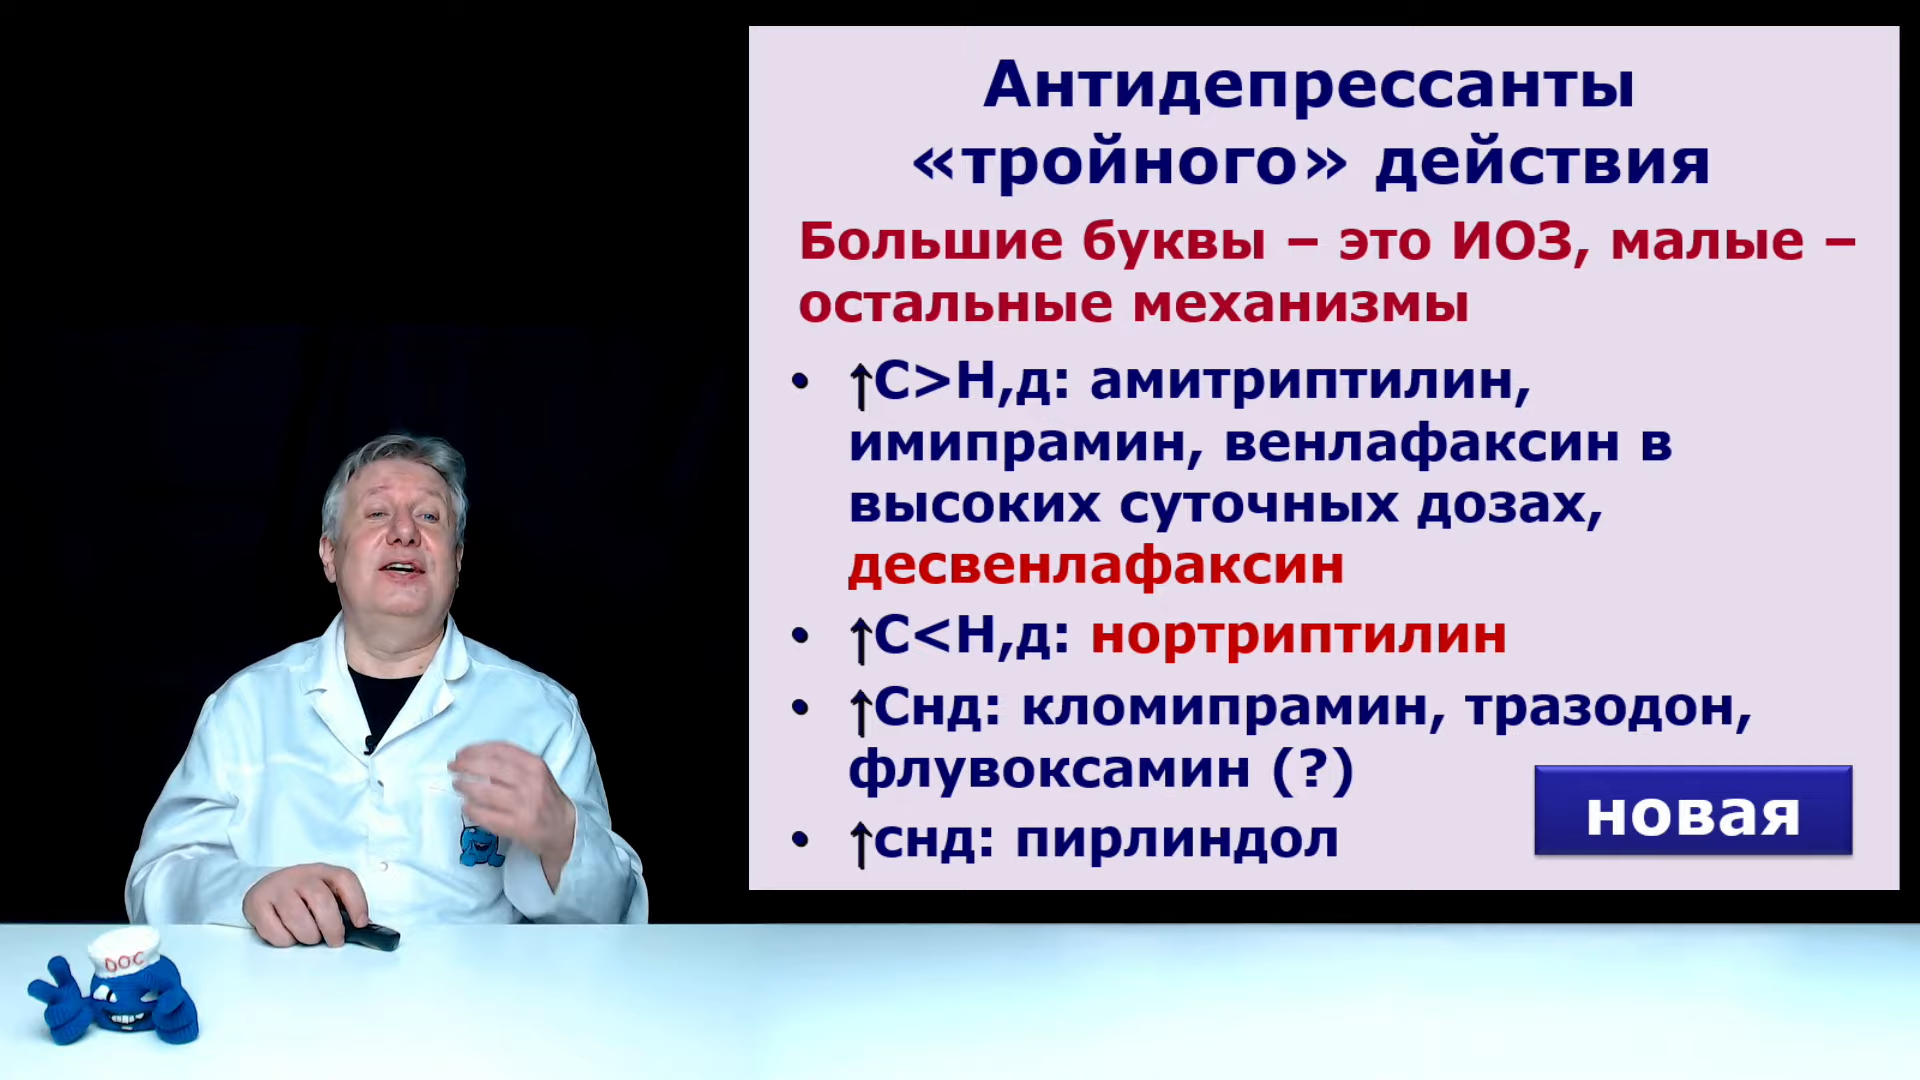 Антидепрессанты
«тройного» действия
Большие буквы – это ИОЗ, малые –
остальные механизмы
• ↑С>Н,д: амитриптилин,
имипрамин, венлафаксин в
высоких суточных дозах,
десвенлафаксин
• ↑С<Н,д: нортриптилин
• ↑Снд: кломипрамин, тразодон,
флувоксамин (?)
• ↑снд: пирлиндол
новая
DOC